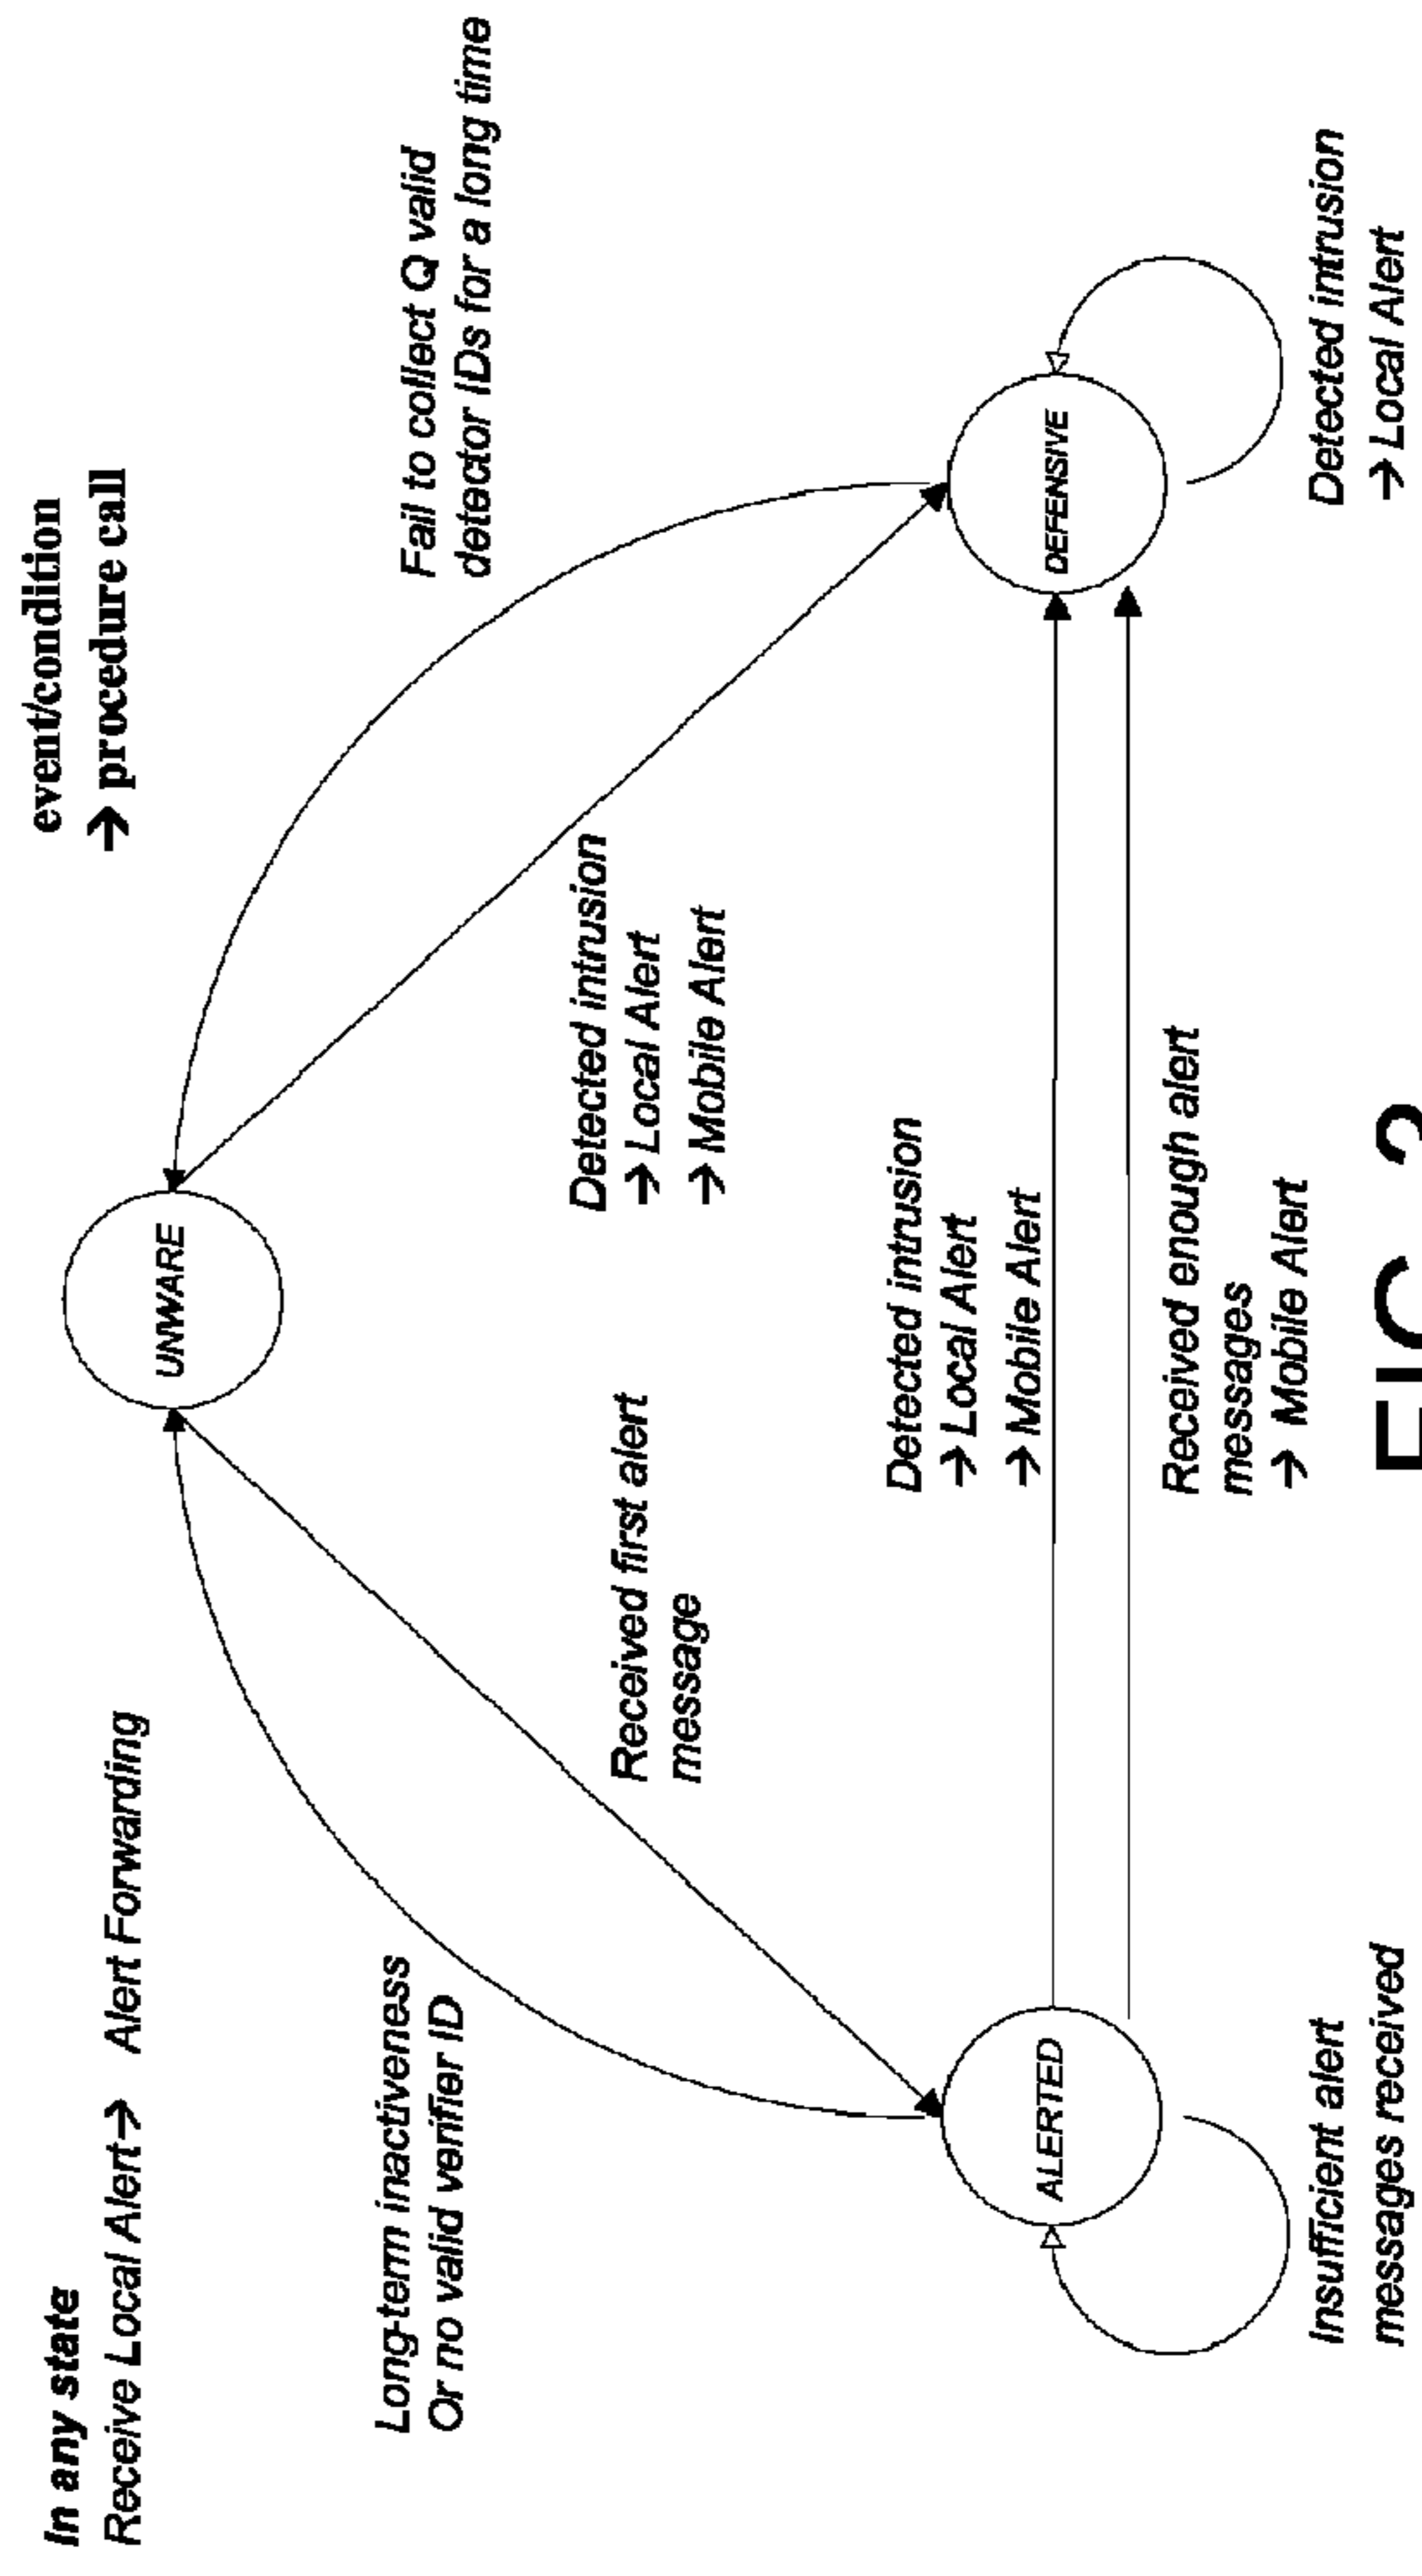 In any state
Receive Local Alert→ Alert Forwarding
event/condition
→ procedure call
UNWARE
Long-term inactiveness
Or no valid verifier ID
Fail to collect Q valid
detector IDs for a long time
Received first alert
message
Detected intrusion
→ Local Alert
→ Mobile Alert
Detected intrusion
→ Local Alert
→ Mobile Alert
ALERTED
DEFENSIVE
Received enough alert
messages
→ Mobile Alert
Insufficient alert
messages received
Detected intrusion
→ Local Alert